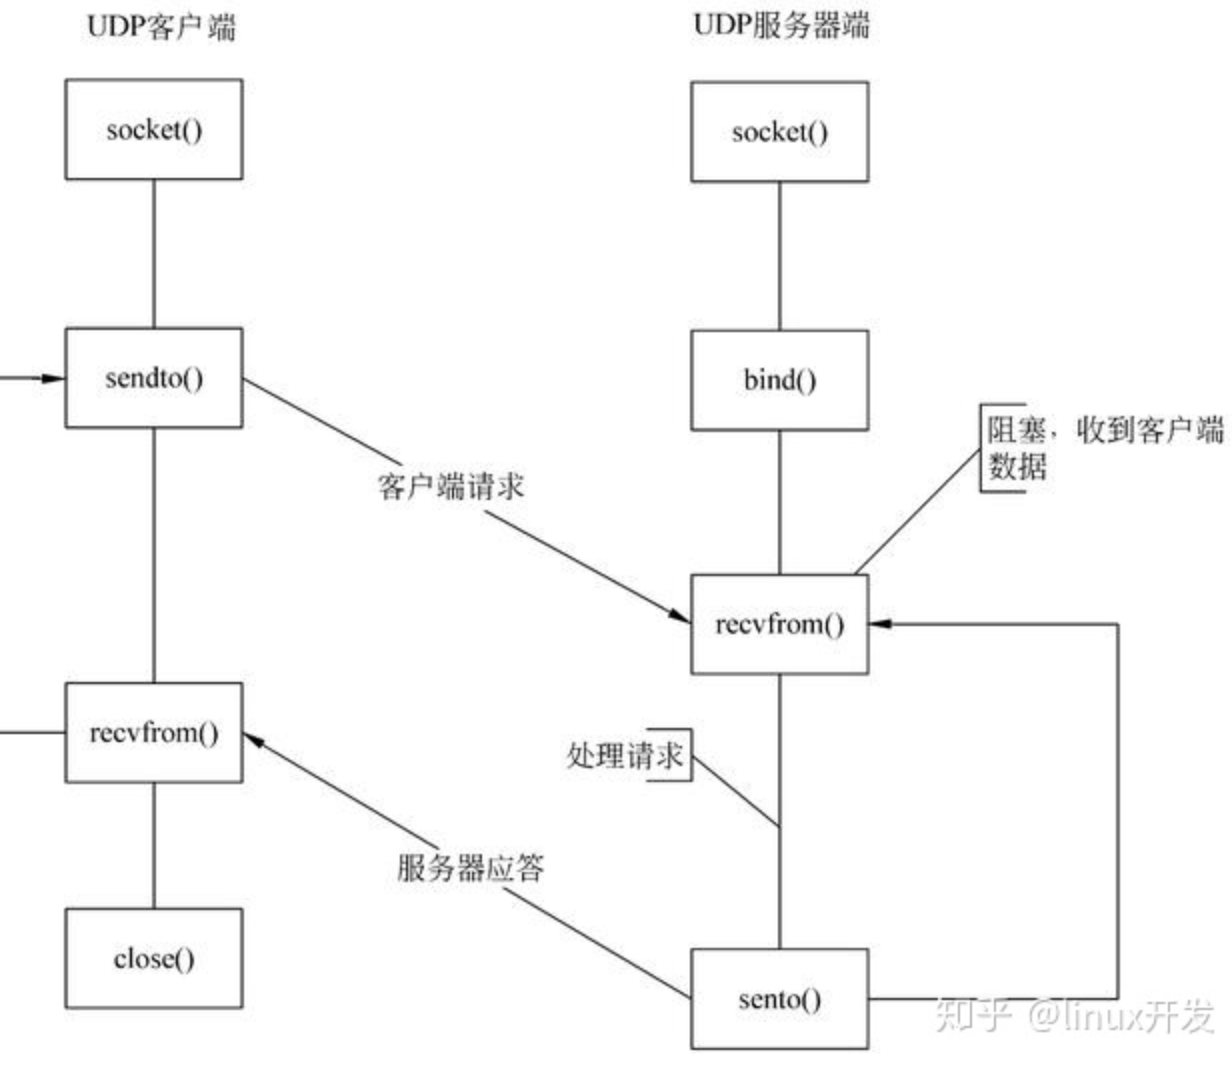 UDP客户端
UDP服务器端
socket()
socket()
sendto()
bind()
阻塞，收到客户端
数据
客户端请求
recvfrom()
recvfrom()
处理请求
服务器应答
close()
sento()
知乎 @linux开发